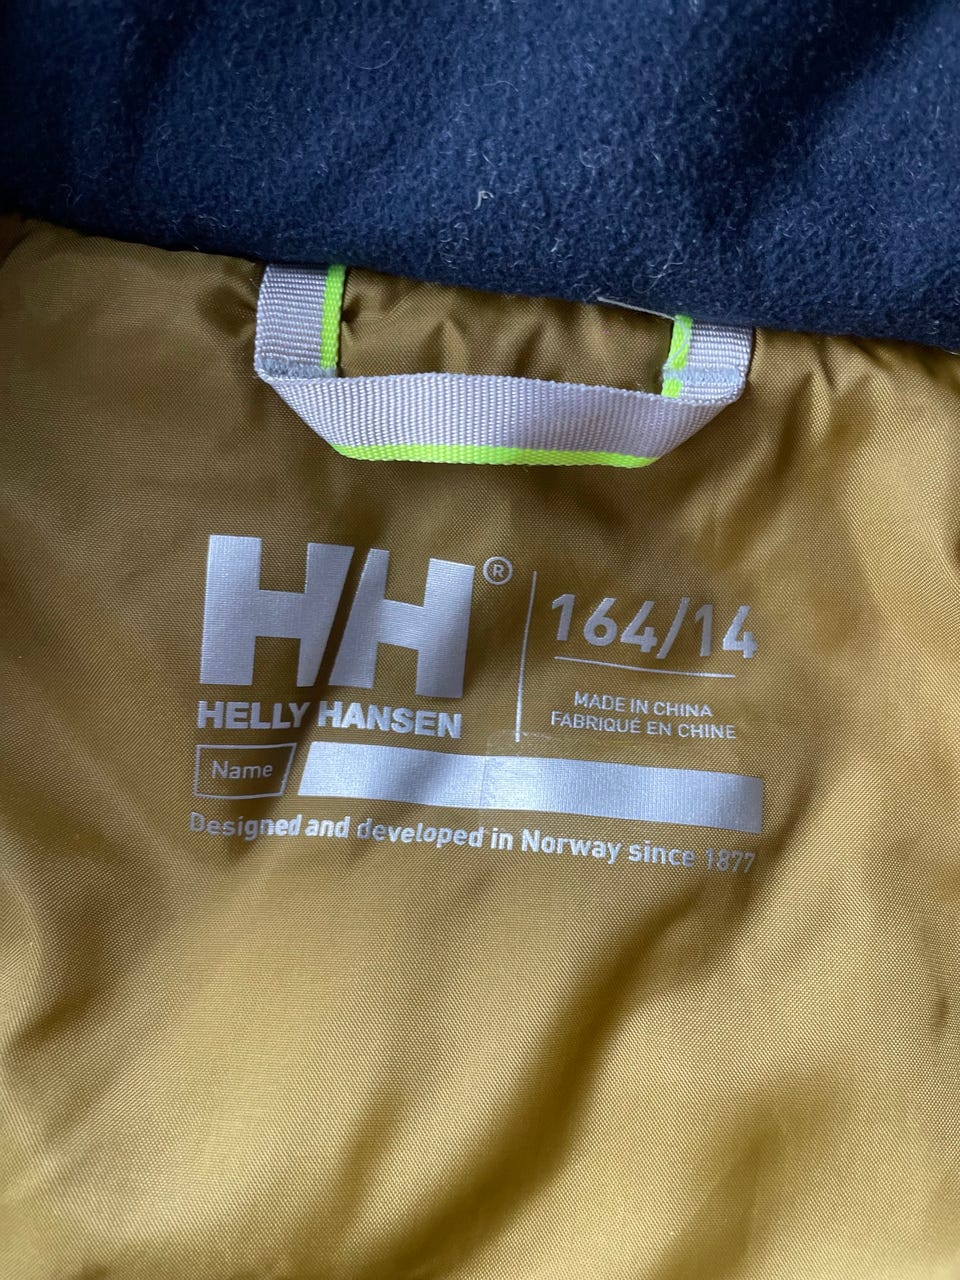 HH®
HELLY HANSEN
164/14
MADE IN CHINA
FABRIQUÉ EN CHINE
Name
Designed and developed in Norway since 1877